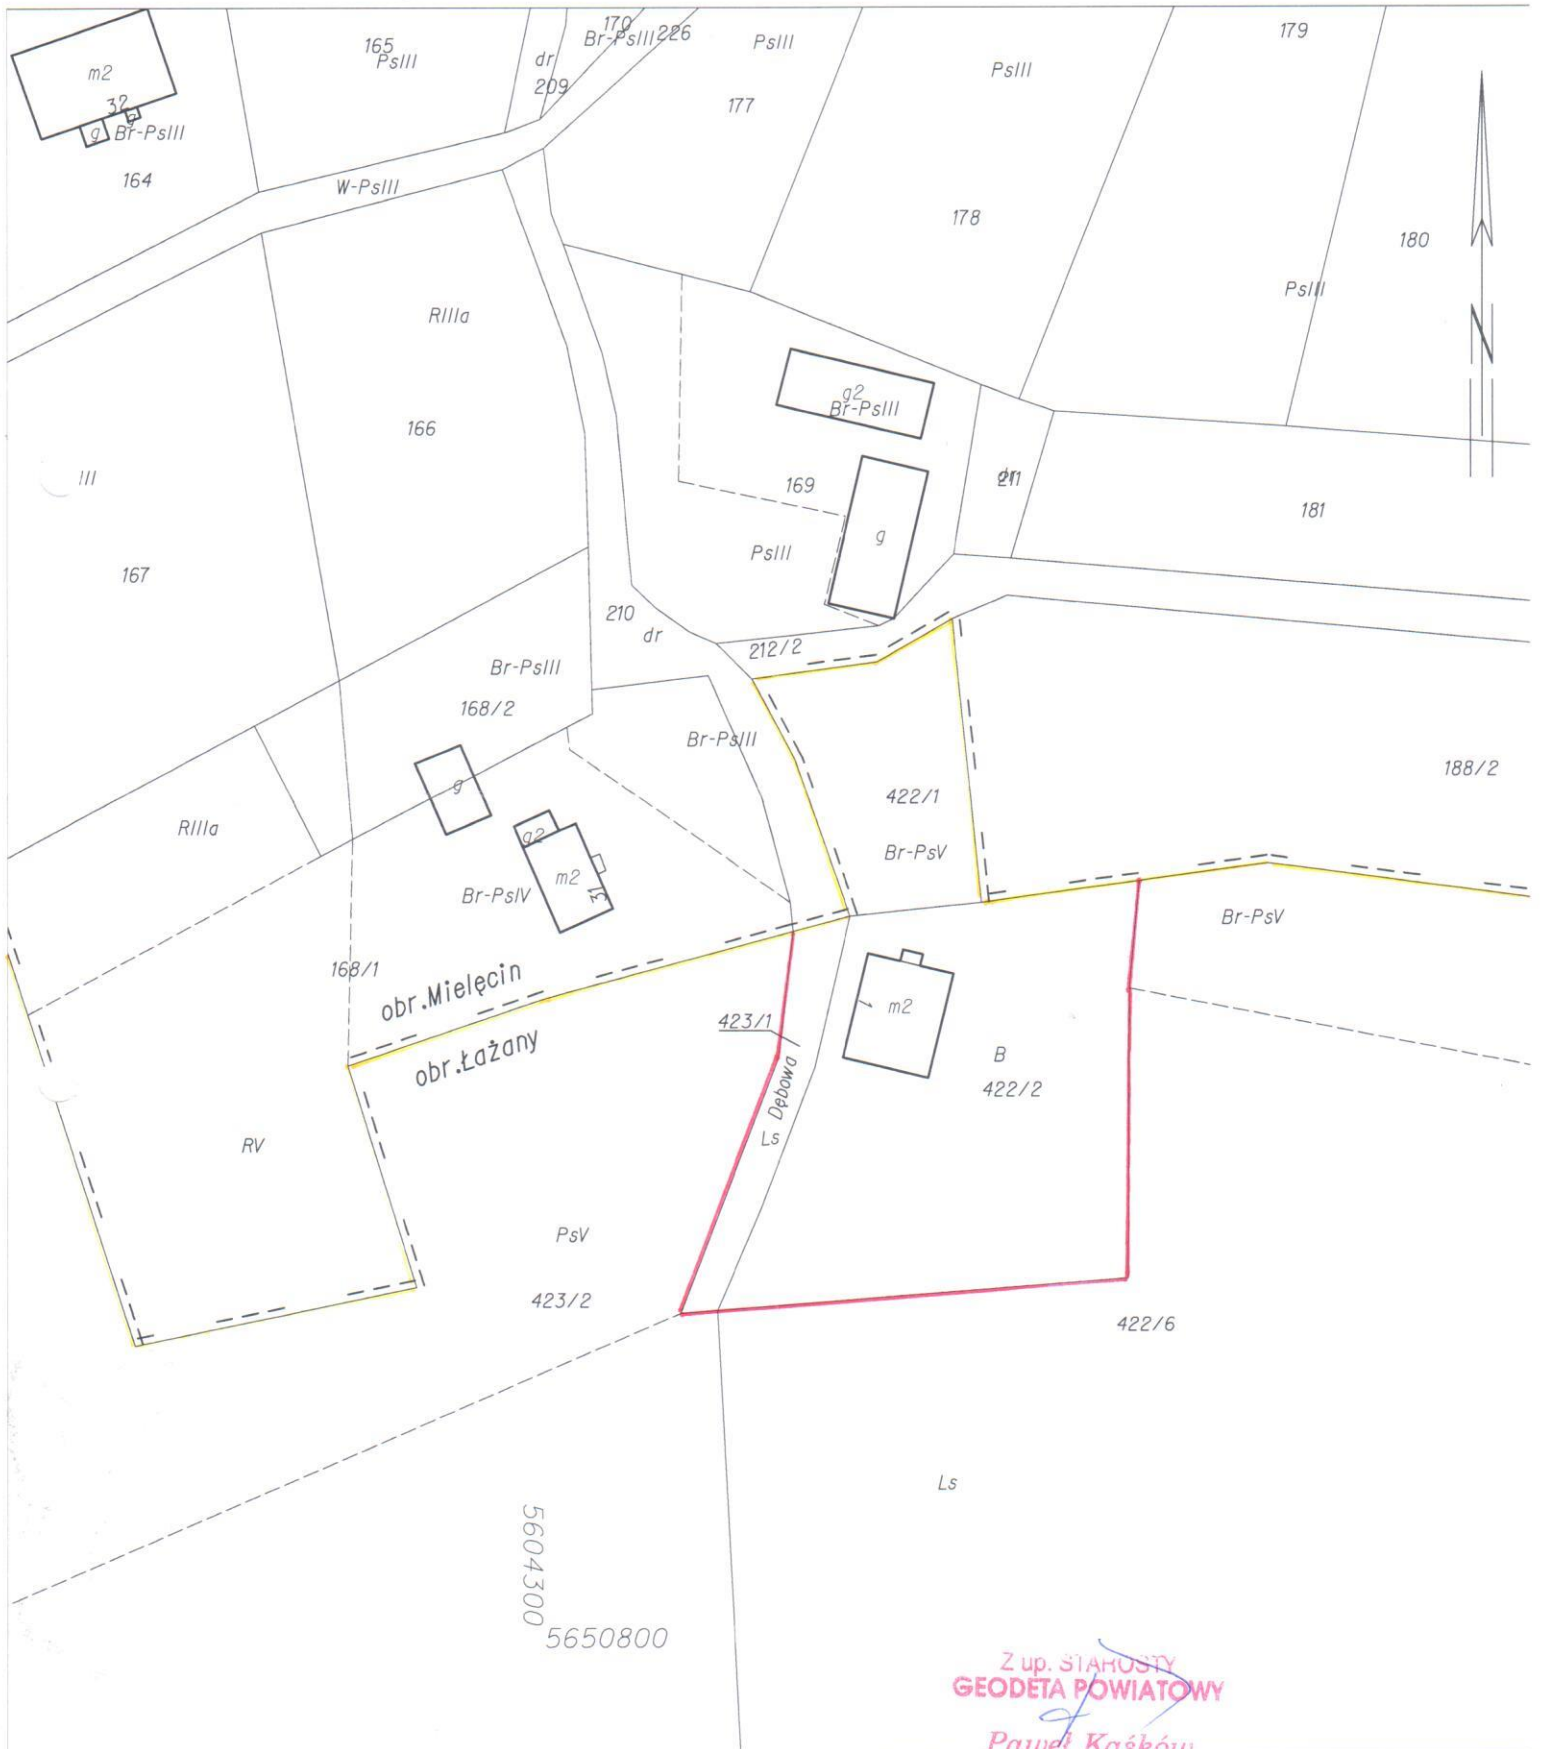 170
Br-PsIII 226
165
PsIII
dr
209
PsIII
177
PsIII
179
m2
32
g
g
Br-PsIII
164
W-PsIII
178
180
PsIII
RIIIa
166
g2
Br-PsIII
III
169
dr
211
181
g
PsIII
167
210
dr
212/2
Br-PsIII
168/2
Br-PsIII
188/2
g
422/1
RIIIa
g2
Br-PsV
m2
31
Br-PsIV
Br-PsV
168/1
obr.Mielęcin
m2
423/1
obr.Łażany
B
422/2
Dębowa
Ls
RV
PsV
423/2
422/6
Ls
5604300
5650800
Z up. STAROSTY
GEODETA POWIATOWY
Paweł Kaśków
N